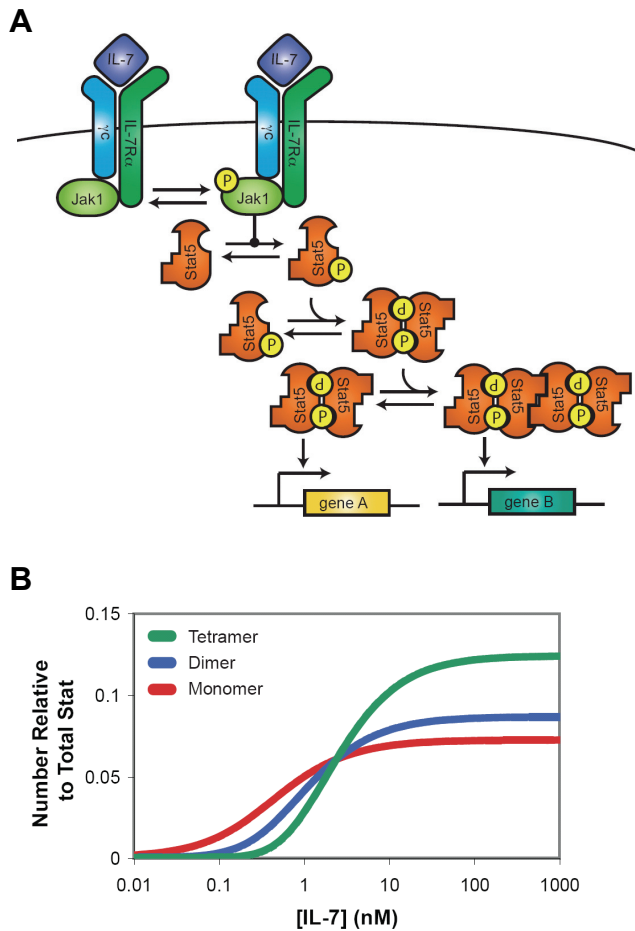 A
IL-7
IL-7
γc
IL-7Rα
γc
IL-7Rα
Jak1
P
Jak1
Stat5
Stat5
P
Stat5
P
Stat5
P
P
Stat5
Stat5
P
P
Stat5
Stat5
P
P
Stat5
Stat5
P
P
Stat5
gene A
gene B
B
Number Relative
to Total Stat
0.15
0.1
0.05
0
Tetramer
Dimer
Monomer
0.01
0.1
1
10
100
1000
[IL-7] (nM)